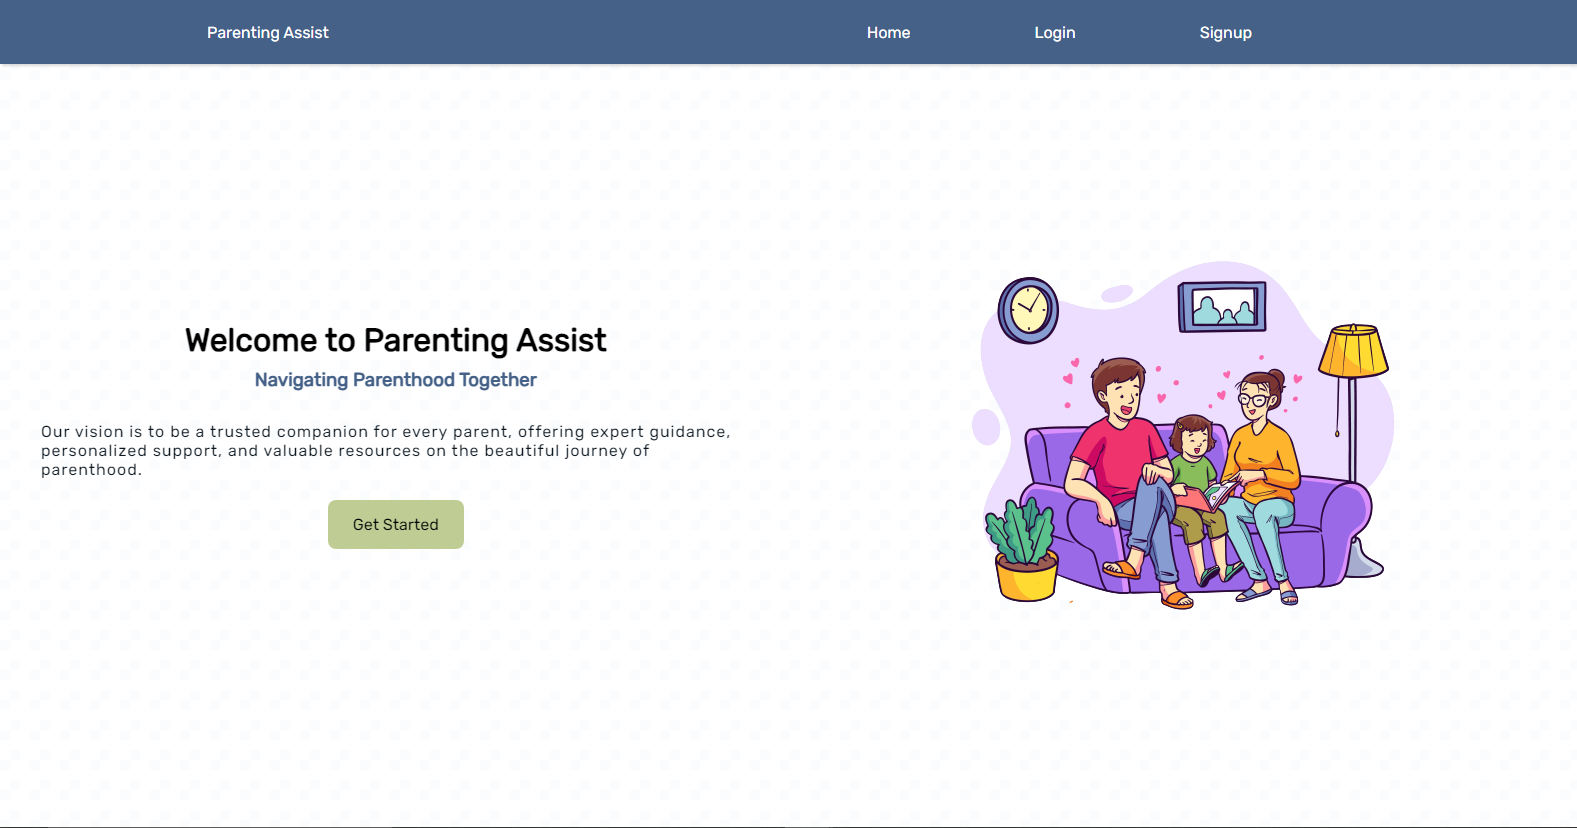 Parenting Assist
Home
Login
Signup
Welcome to Parenting Assist
Navigating Parenthood Together
Our vision is to be a trusted companion for every parent, offering expert guidance,
personalized support, and valuable resources on the beautiful journey of
parenthood.
Get Started